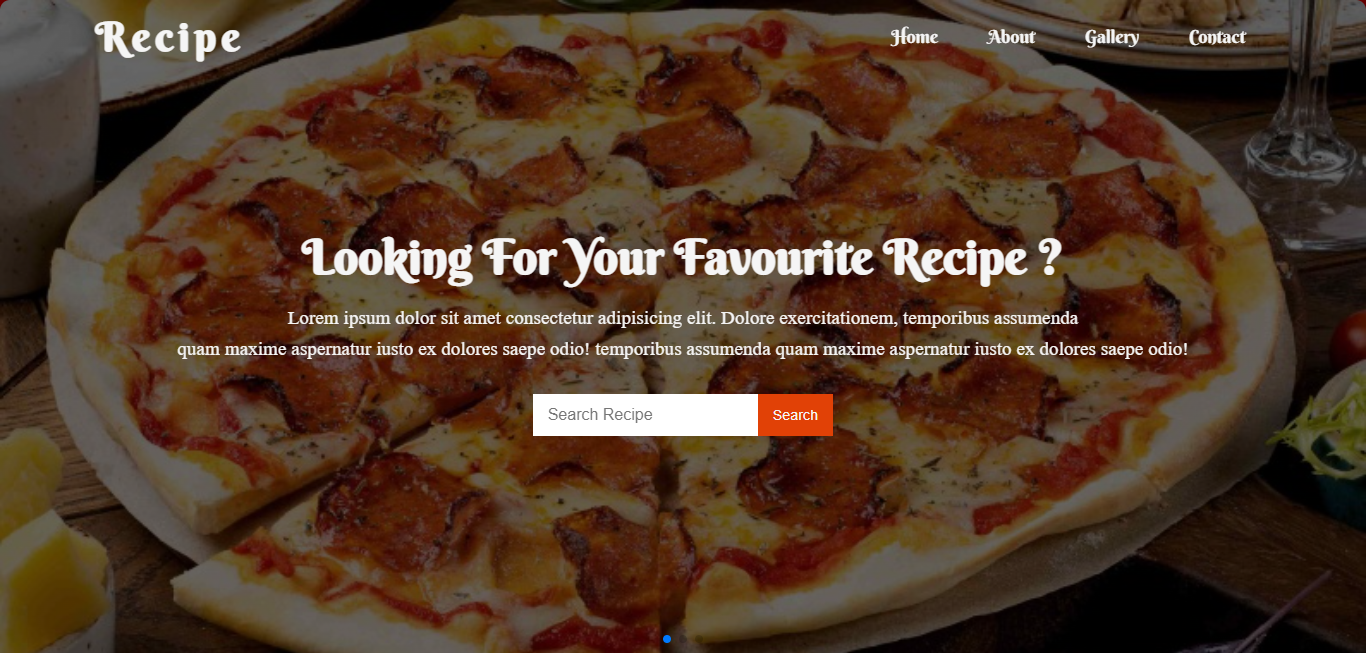 Recipe
Home About Gallery Contact
Looking For Your Favourite Recipe ?
Lorem ipsum dolor sit amet consectetur adipisicing elit. Dolore exercitationem, temporibus assumenda
quam maxime aspernatur iusto ex dolores saepe odio! temporibus assumenda quam maxime aspernatur iusto ex dolores saepe odio!
Search Recipe Search